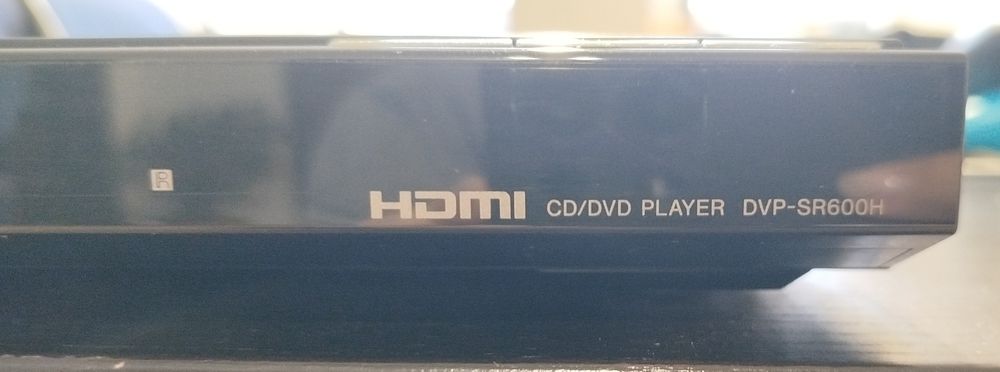 HDMI CD/DVD PLAYER DVP-SR600H